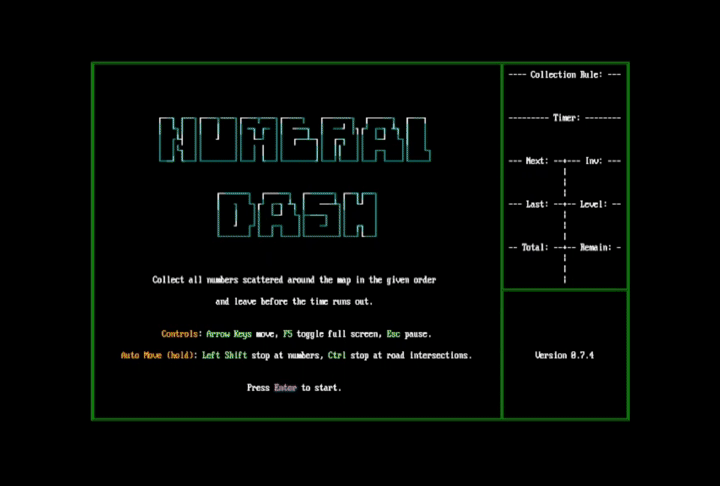 NUMERAL
DASH
Collect all numbers scattered around the map in the given order
and leave before the time runs out.
Controls: Arrow Keys move, F5 toggle full screen, Esc pause.
Auto Move (hold): Left Shift stop at numbers, Ctrl stop at road intersections.
Press Enter to start.
---- Collection Rule: ---
-------- Timer: -------
--- Next: --+--- Inv: ---
--- Last: --+-- Level: --
-- Total: --+-- Remain: -
Version 0.7.4